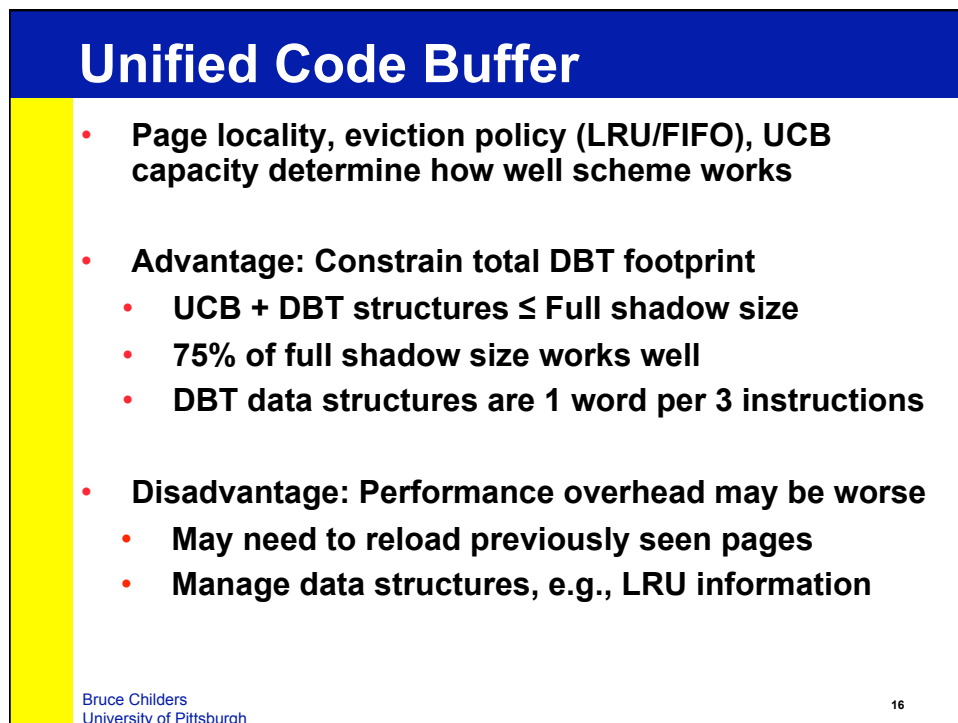 Unified Code Buffer
• Page locality, eviction policy (LRU/FIFO), UCB
capacity determine how well scheme works
• Advantage: Constrain total DBT footprint
• UCB + DBT structures ≤ Full shadow size
• 75% of full shadow size works well
• DBT data structures are 1 word per 3 instructions
• Disadvantage: Performance overhead may be worse
• May need to reload previously seen pages
• Manage data structures, e.g., LRU information
Bruce Childers
University of Pittsburgh
16